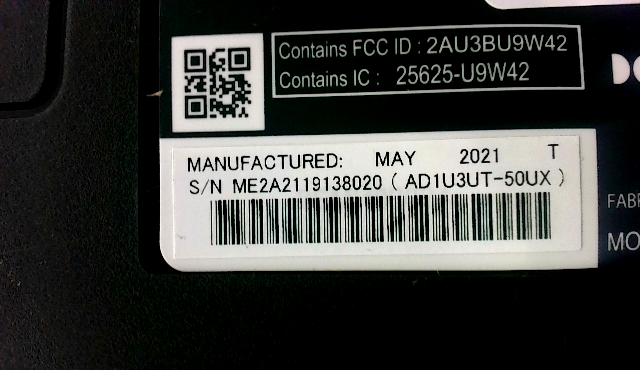 Contains FCC ID : 2AU3BU9W42
Contains IC : 25625-U9W42
MANUFACTURED: MAY 2021 T
S/N ME2A2119138020 ( AD1U3UT-50UX )